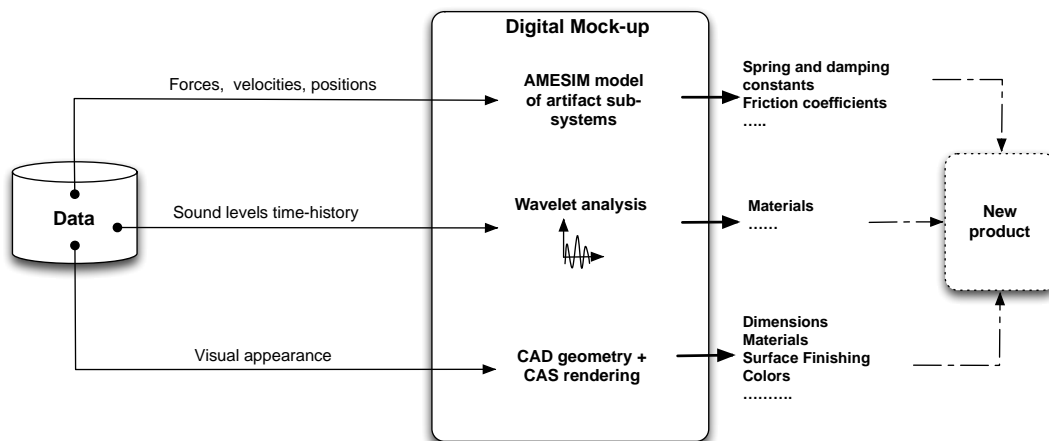 Digital Mock-up
Forces, velocities, positions
AMESIM model
of artifact sub-
systems
Spring and damping
constants
Friction coefficients
…..
Data
Sound levels time-history
Wavelet analysis
Materials
……
New
product
Visual appearance
CAD geometry +
CAS rendering
Dimensions
Materials
Surface Finishing
Colors
……….